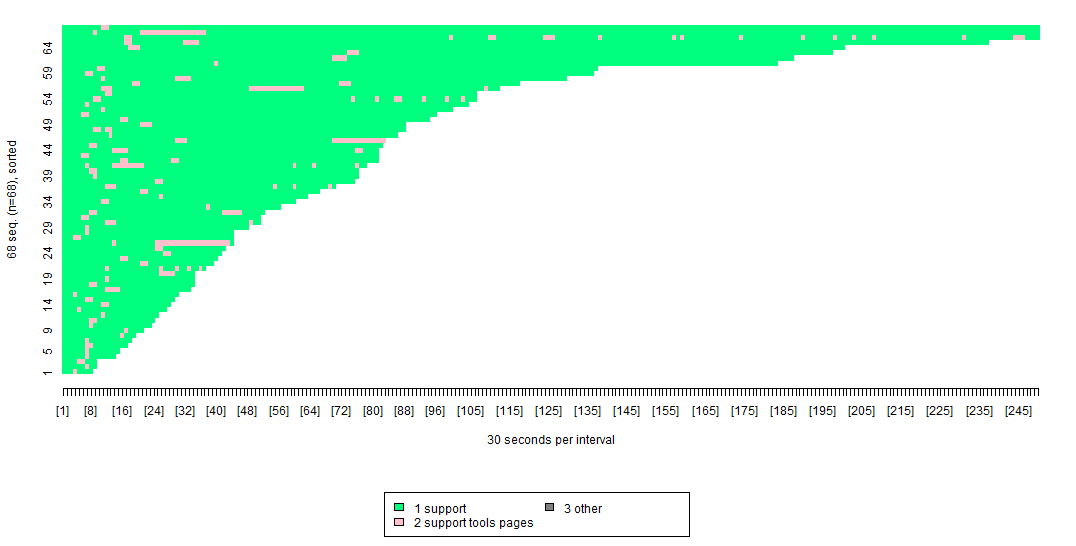 68 seq. (n=68), sorted
64
59
54
49
44
39
34
29
24
19
14
9
5
1
[1] [8] [16] [24] [32] [40] [48] [56] [64] [72] [80] [88] [96] [105] [115] [125] [135] [145] [155] [165] [175] [185] [195] [205] [215] [225] [235] [245]
30 seconds per interval
1 support 3 other
2 support tools pages